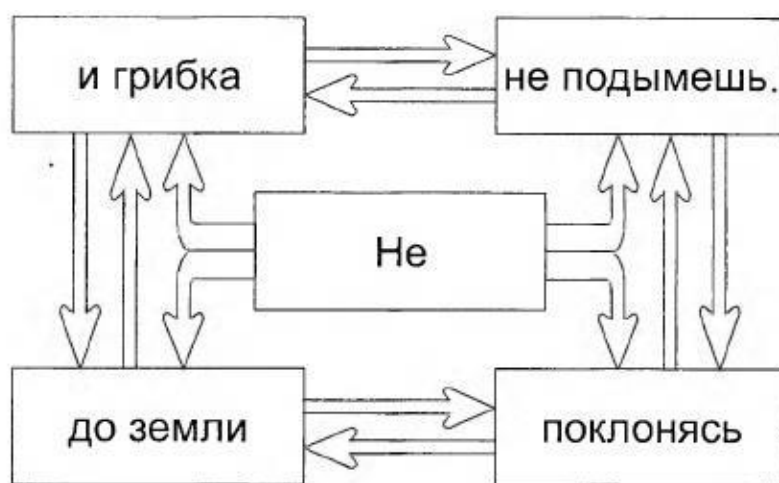 и грибка
не подымешь.
Не
до земли
поклонясь